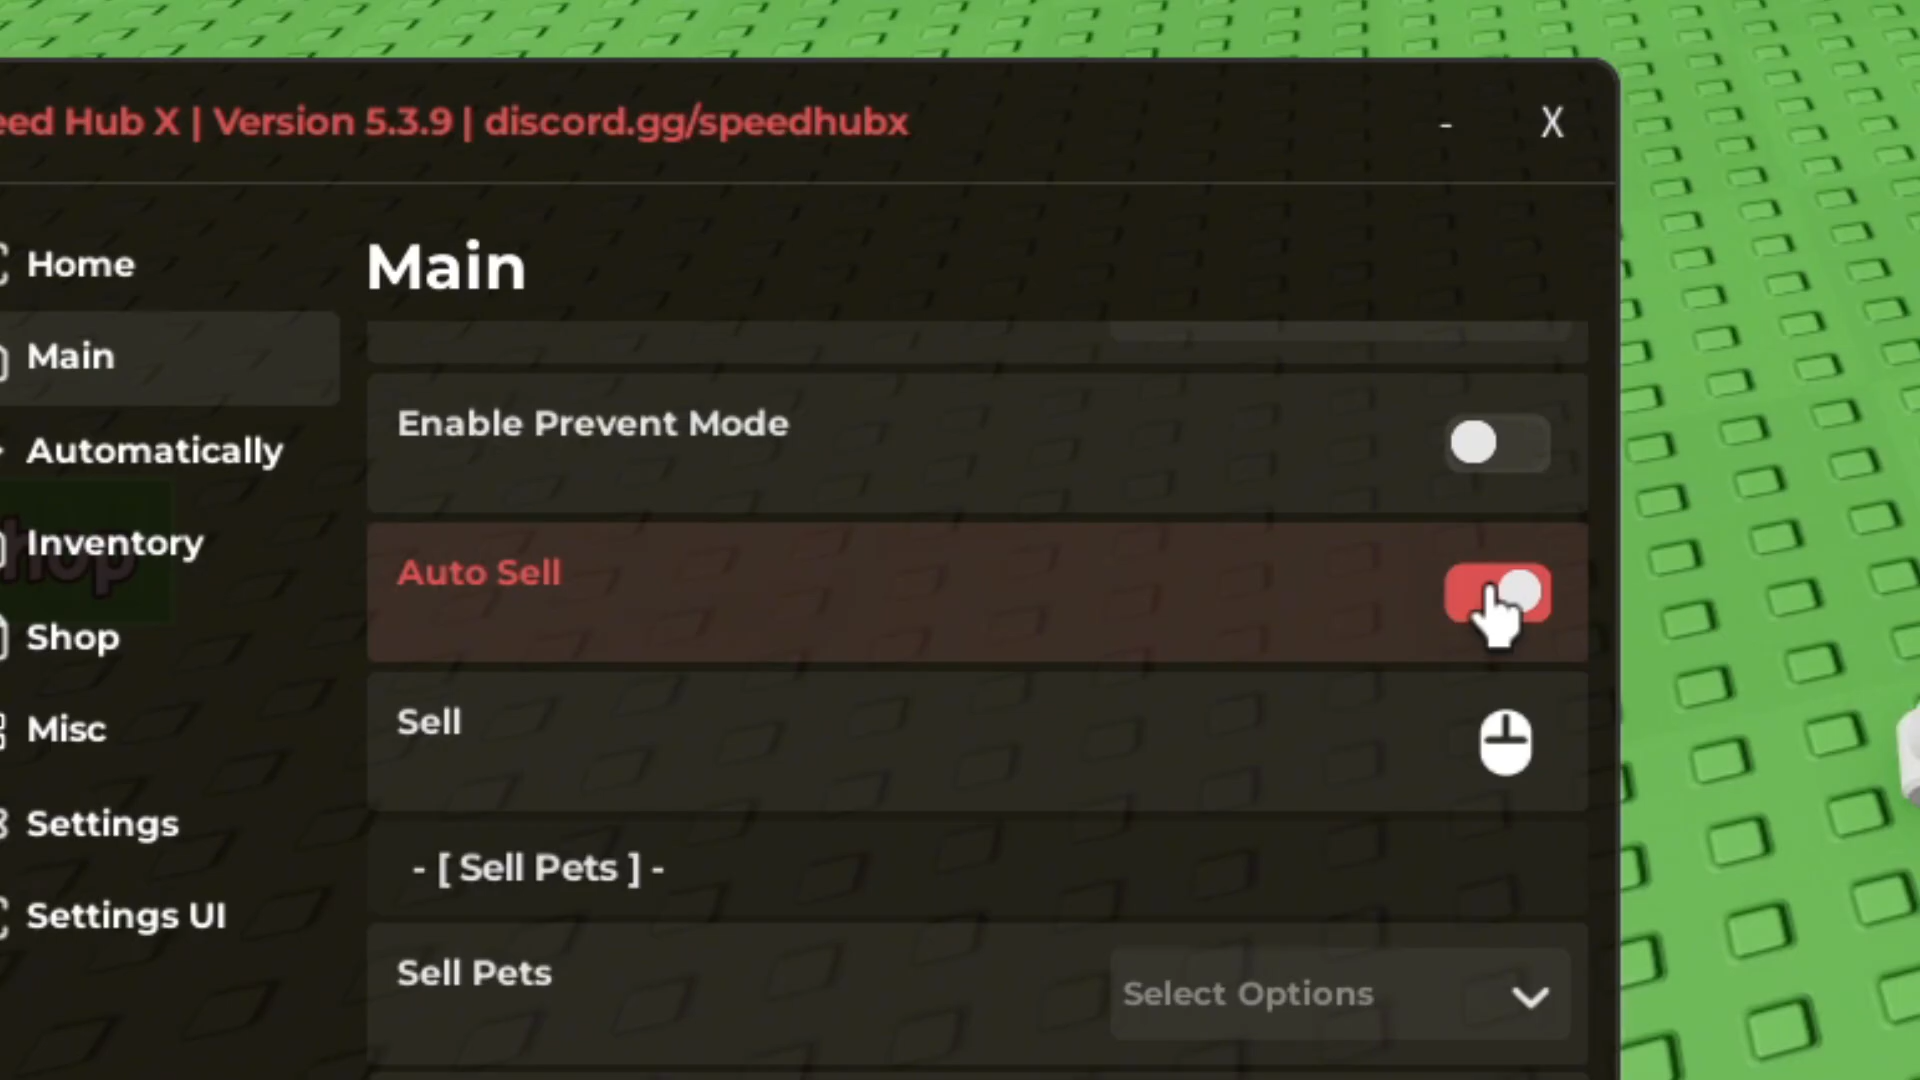 eed Hub X | Version 5.3.9 | discord.gg/speedhubx
- X
Home
Main
Automatically
Inventory
Shop
Misc
Settings
Settings UI
Main
Enable Prevent Mode
Auto Sell
Sell
- [ Sell Pets ] -
Sell Pets
Select Options
hop